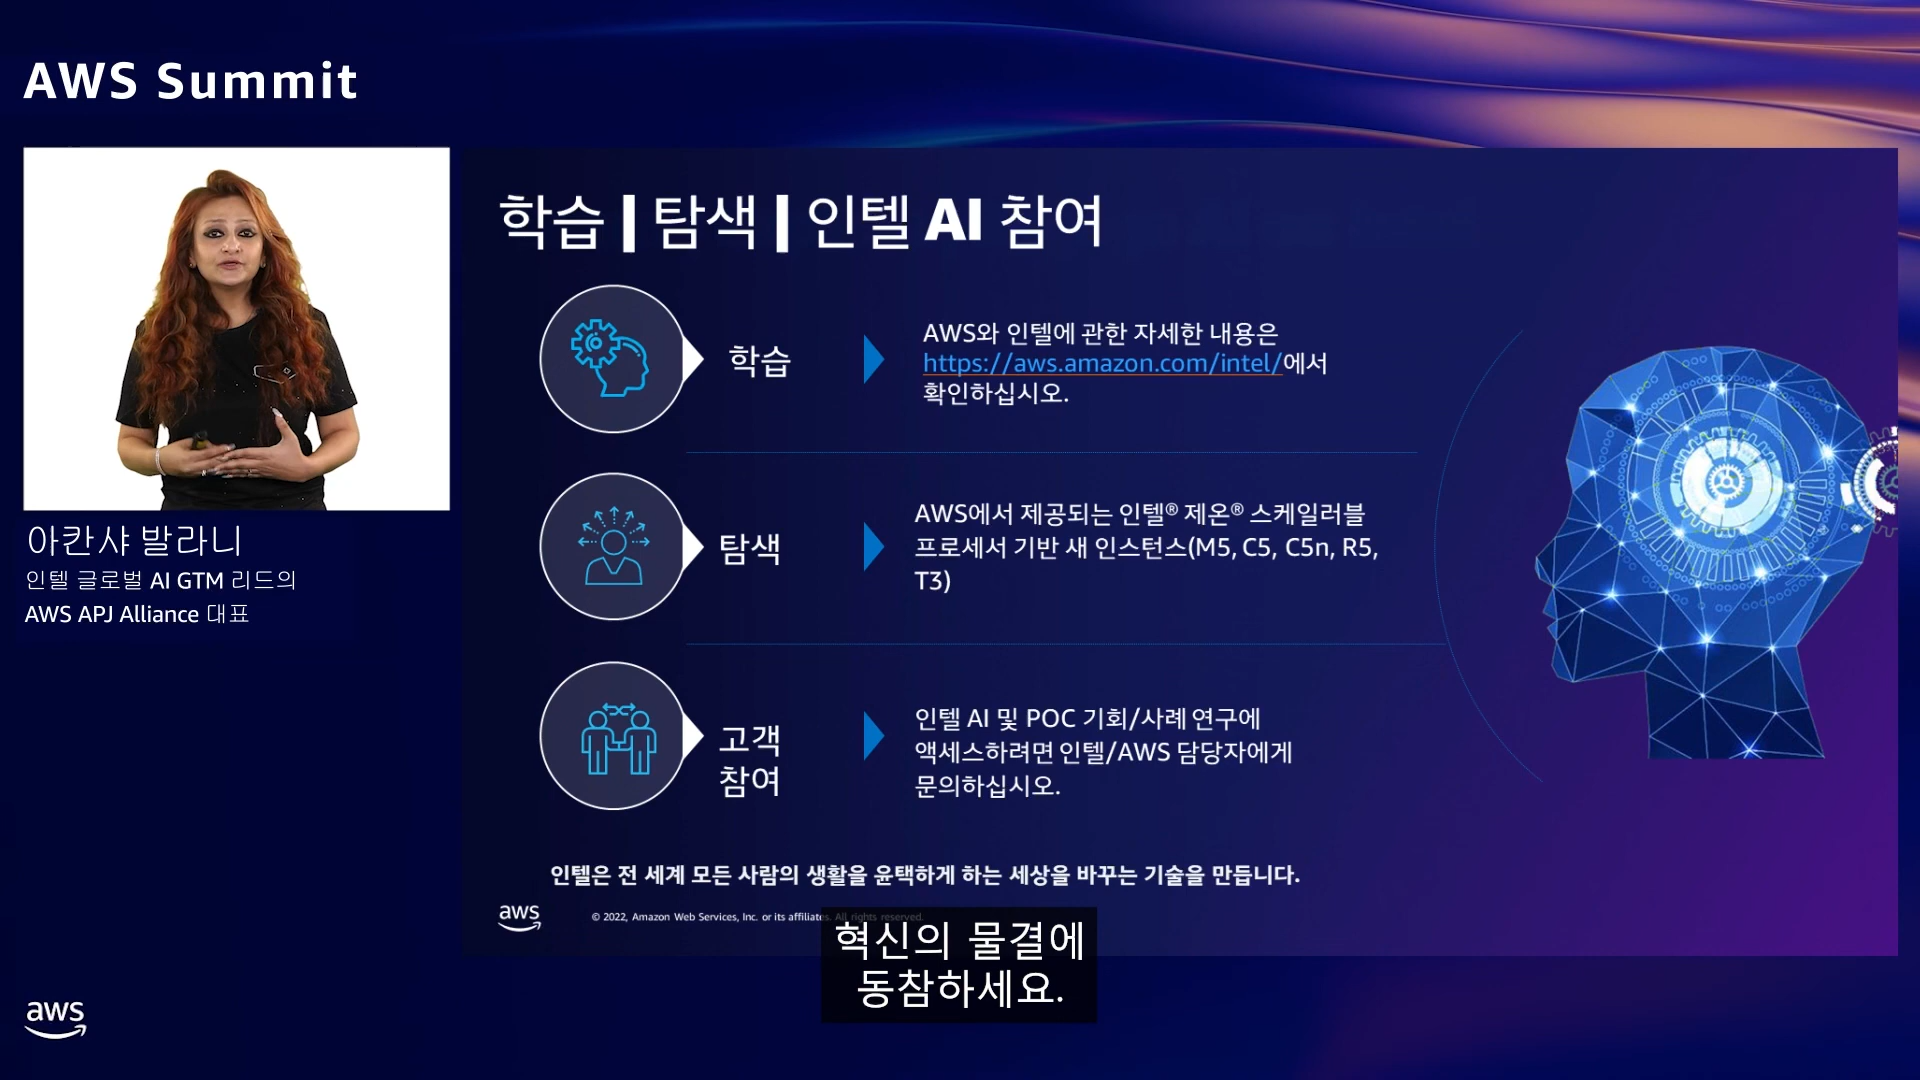 AWS Summit
아칸샤 발라니
인텔 글로벌 AI GTM 리드의
AWS APJ Alliance 대표
aws
학습 | 탐색 | 인텔 AI 참여
학습
AWS와 인텔에 관한 자세한 내용은
https://aws.amazon.com/intel/에서
확인하십시오.
탐색
AWS에서 제공되는 인텔® 제온® 스케일러블
프로세서 기반 새 인스턴스(M5, C5, C5n, R5,
T3)
고객
참여
인텔 AI 및 POC 기회/사례 연구에
액세스하려면 인텔/AWS 담당자에게
문의하십시오.
인텔은 전 세계 모든 사람의 생활을 윤택하게 하는 세상을 바꾸는 기술을 만듭니다.
aws
© 2022, Amazon Web Services, Inc. or its affiliates. All rights reserved.
혁신의 물결에
동참하세요.